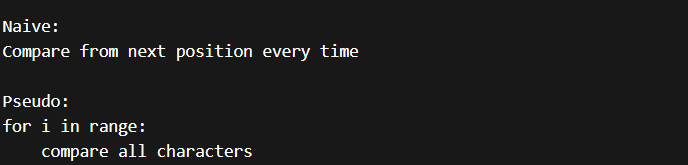 Naive:
Compare from next position every time
Pseudo:
for i in range:
    compare all characters